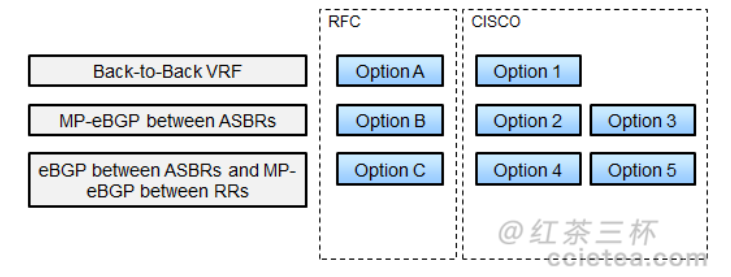 RFC
CISCO
Back-to-Back VRF
Option A
Option 1
MP-eBGP between ASBRs
Option B
Option 2
Option 3
eBGP between ASBRs and MP-
eBGP between RRs
Option C
Option 4
Option 5
@红茶三杯
ccietea.com